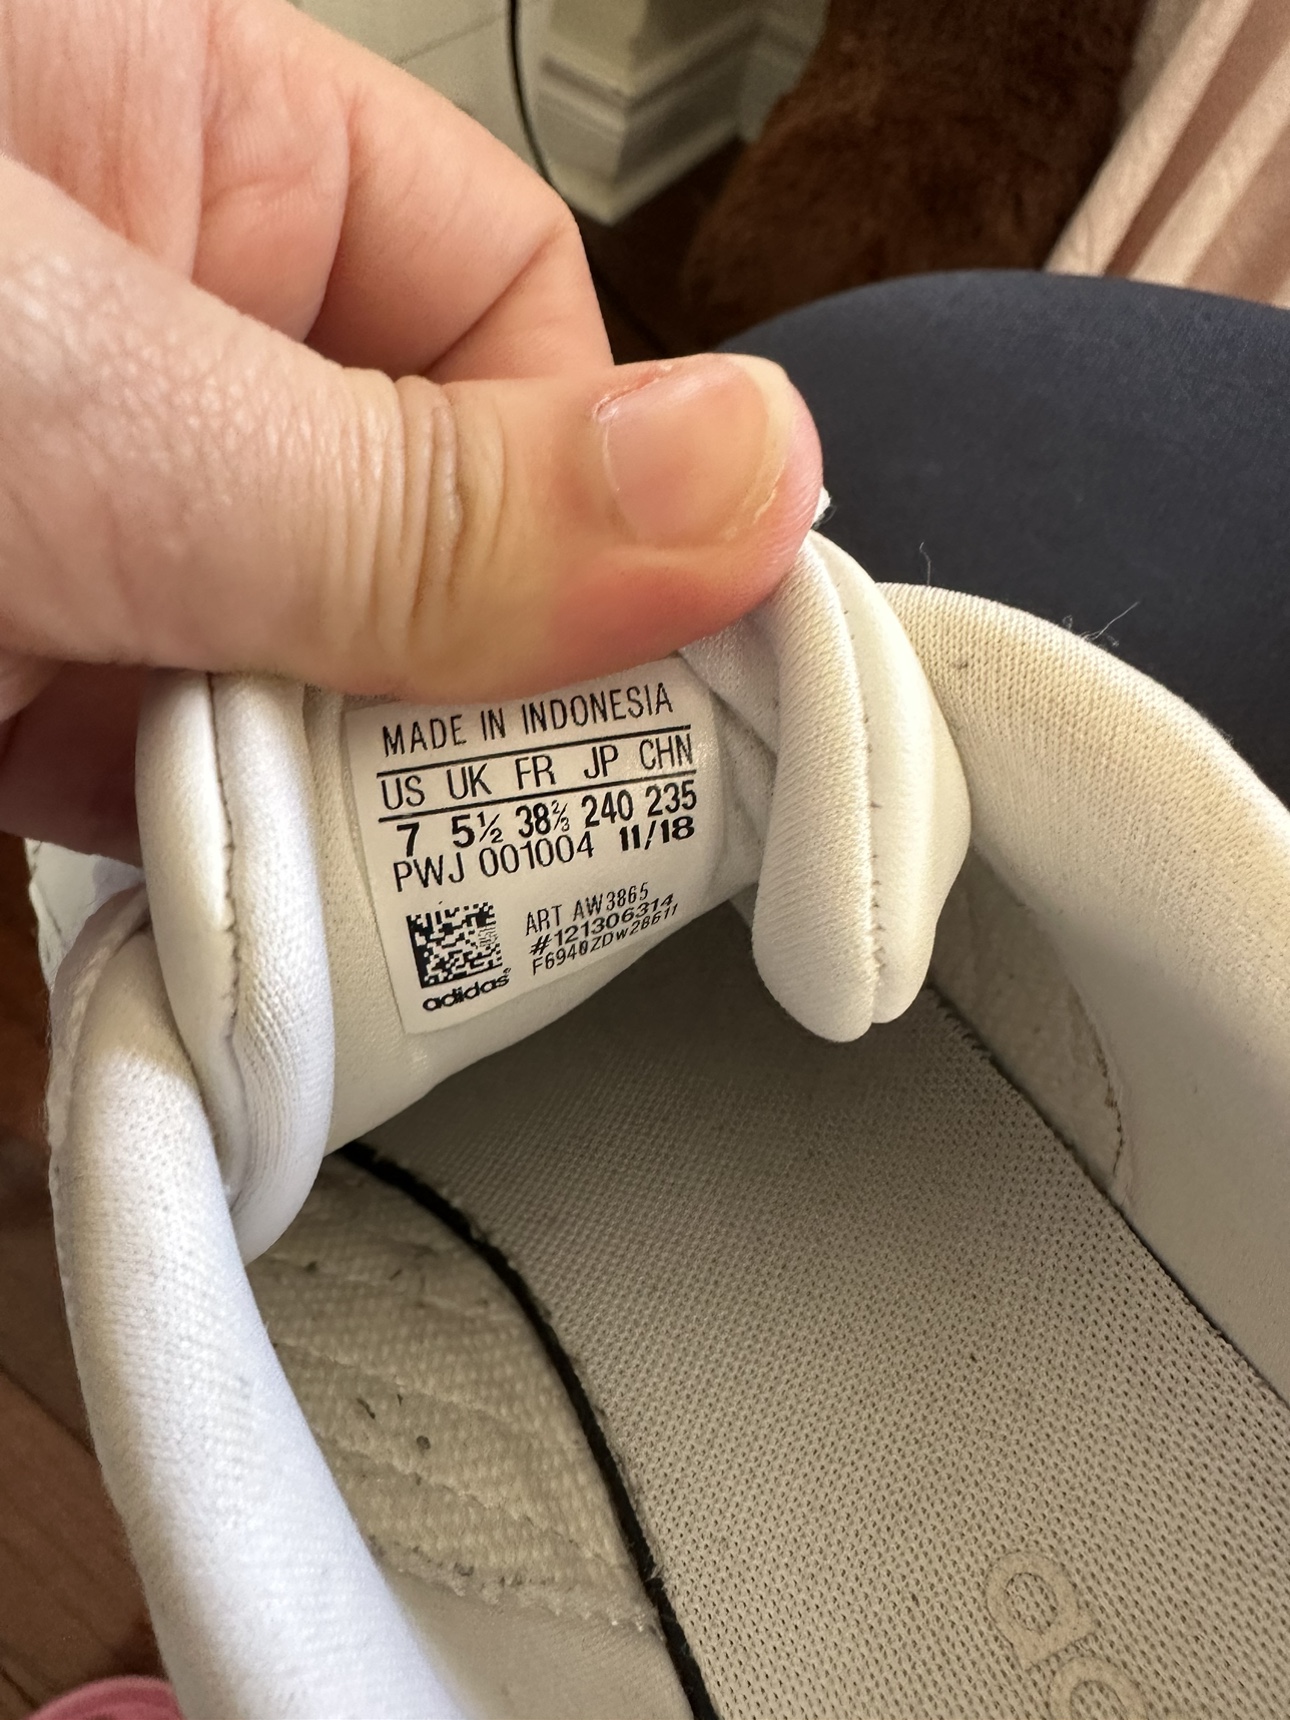 MADE IN INDONESIA
US UK FR JP CHN
7 5½ 38⅔ 240 235
PWJ 001004 11/18
ART AW3865
#121306314
F6940ZDW28611
adidas®